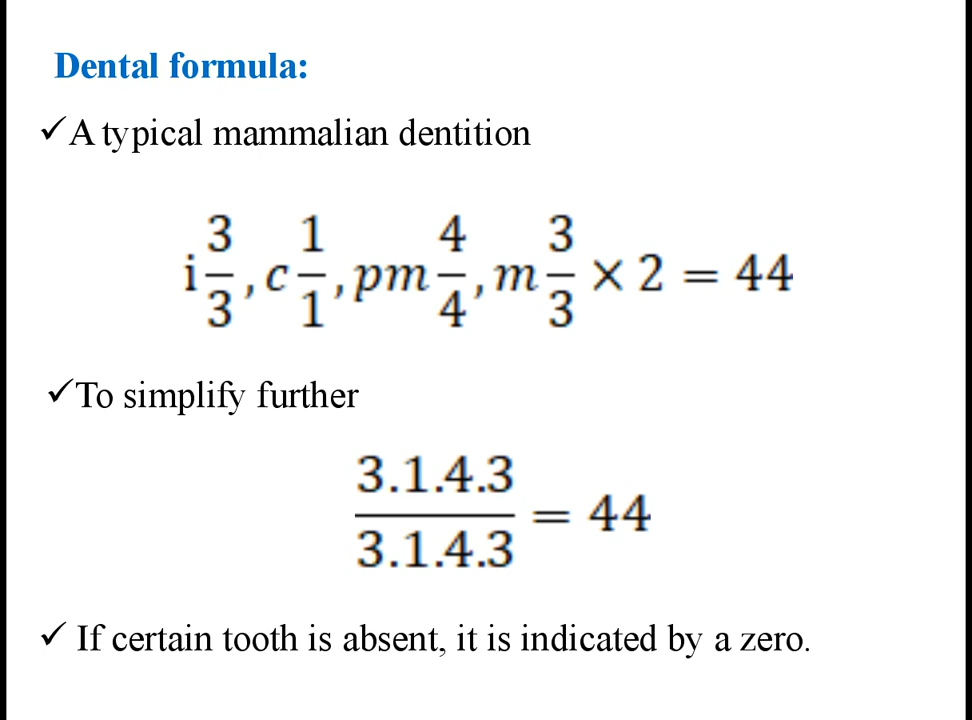 Dental formula:
✓A typical mammalian dentition
i 3/3, c 1/1, pm 4/4, m 3/3 × 2 = 44
✓To simplify further
3.1.4.3/3.1.4.3 = 44
✓ If certain tooth is absent, it is indicated by a zero.